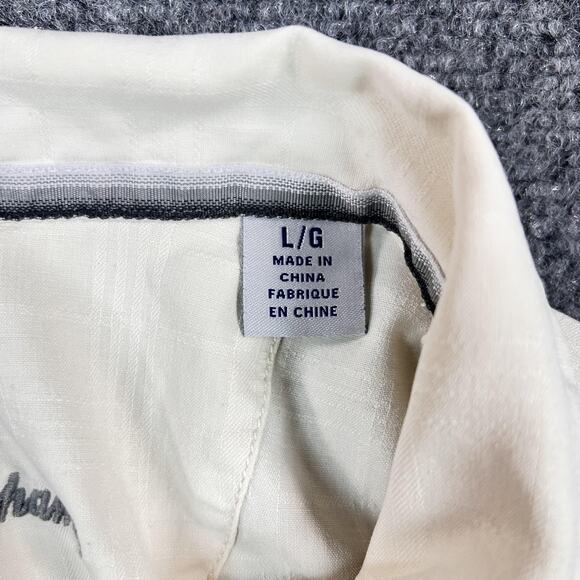 L/G
MADE IN
CHINA
FABRIQUE
EN CHINE